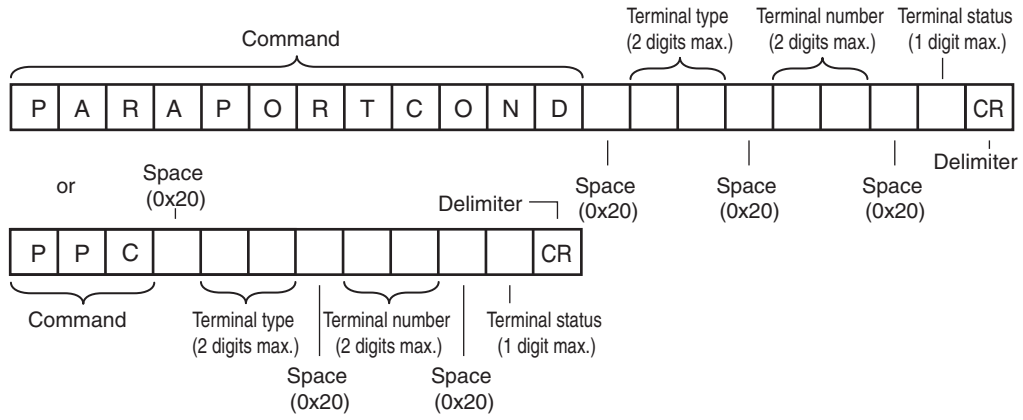 Terminal type
(2 digits max.)
Terminal number
(2 digits max.)
Terminal status
(1 digit max.)
Command
P A R A P O R T C O N D CR
Delimiter
Space
(0x20)
Space
(0x20)
Space
(0x20)
or
Space
(0x20)
Delimiter
P P C CR
Command
Terminal type
(2 digits max.)
Terminal number
(2 digits max.)
Terminal status
(1 digit max.)
Space
(0x20)
Space
(0x20)